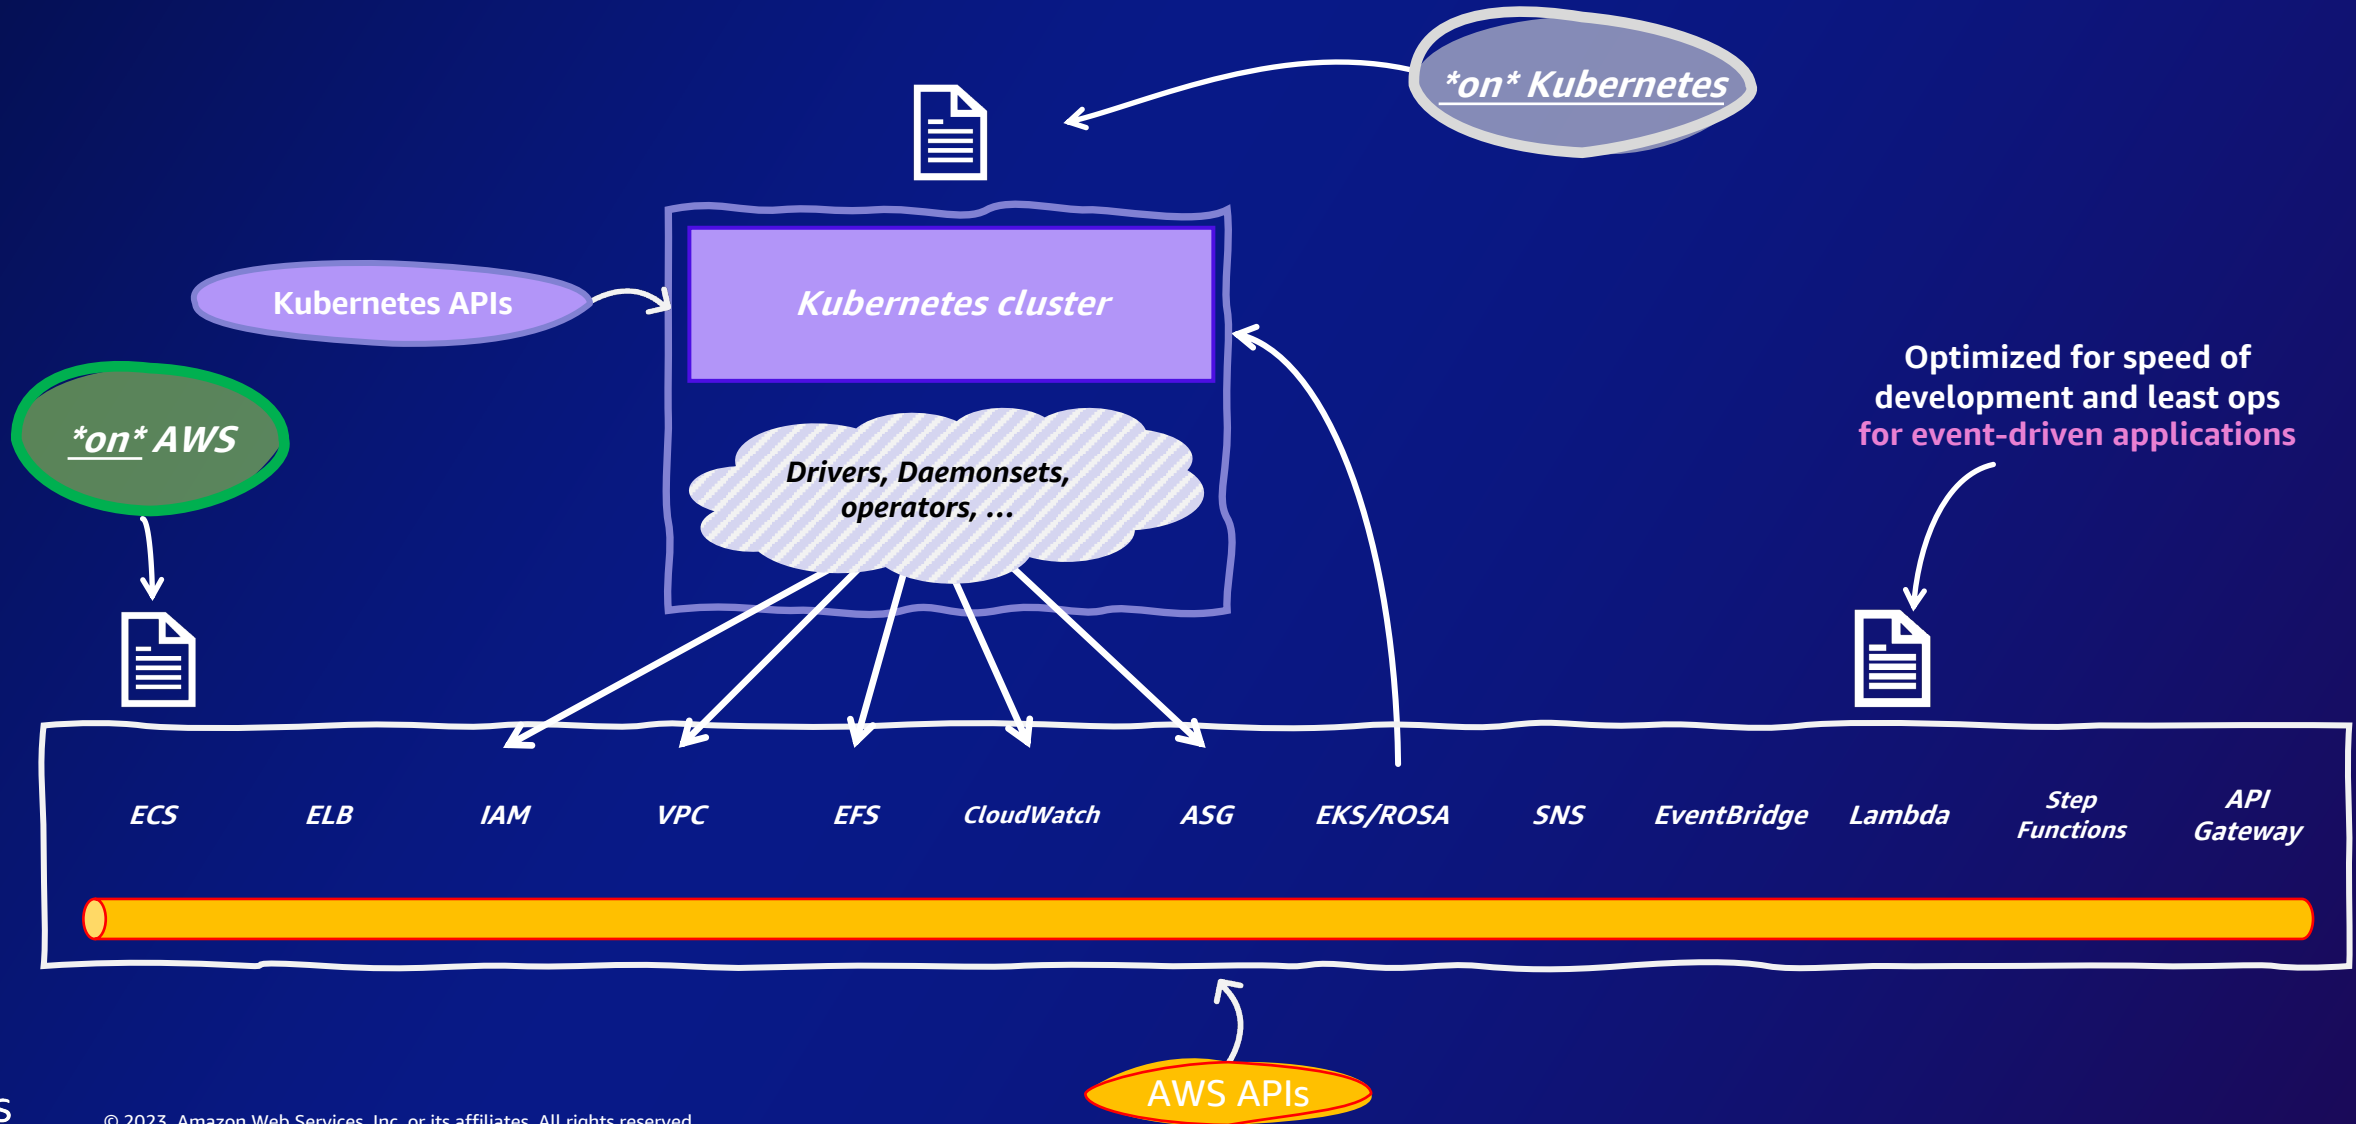 *on* Kubernetes
Kubernetes APIs
Kubernetes cluster
*on* AWS
Optimized for speed of
development and least ops
for event-driven applications
Drivers, Daemonsets,
operators, ...
ECS
ELB
IAM
VPC
EFS
CloudWatch
ASG
EKS/ROSA
SNS
EventBridge
Lambda
Step
Functions
API
Gateway
AWS APIs
s
© 2023, Amazon Web Services, Inc. or its affiliates. All rights reserved.